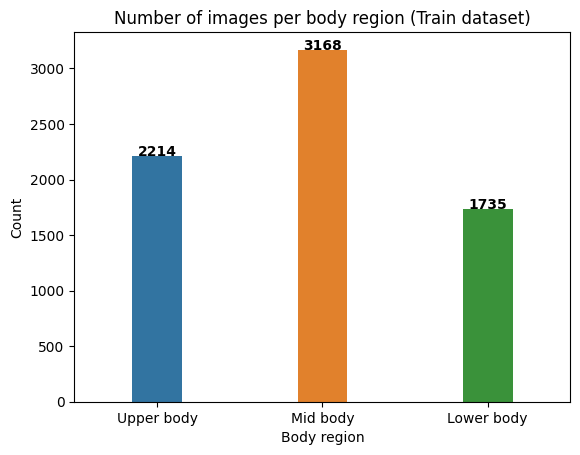 Number of images per body region (Train dataset)
3168
3000
2500
2214
2000
1735
1500
1000
500
0
Count
Upper body
Mid body
Lower body
Body region